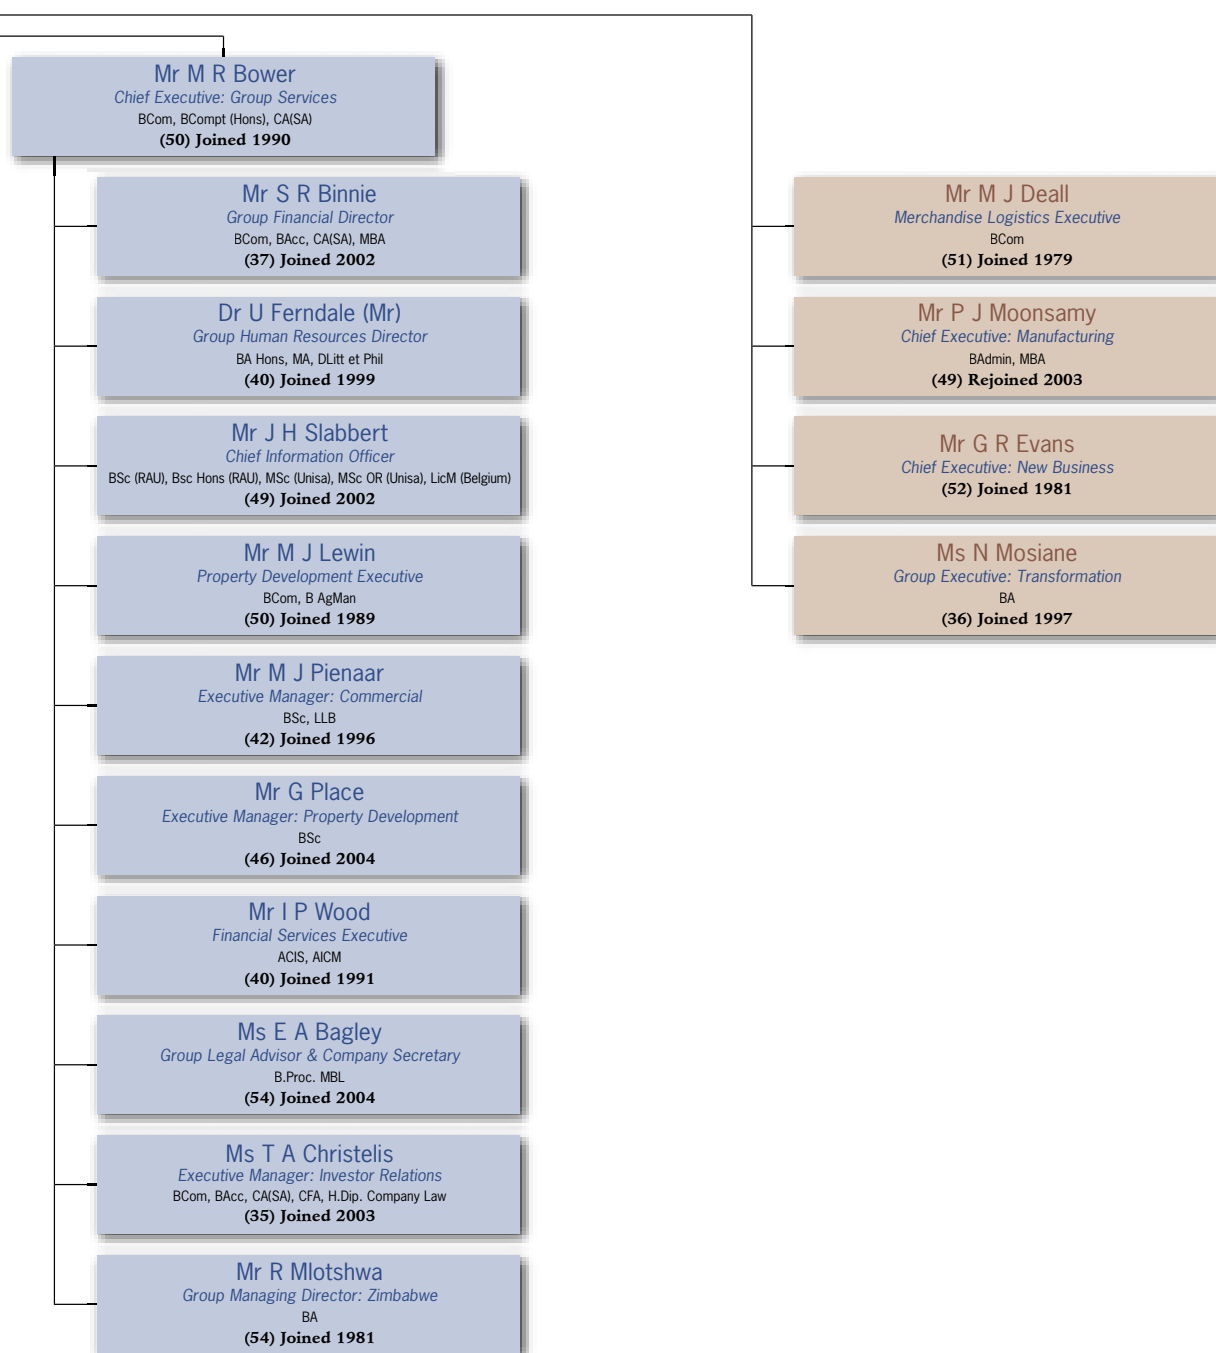 Mr M R Bower
Chief Executive: Group Services
BCom, BCompt (Hons), CA(SA)
(50) Joined 1990
Mr S R Binnie
Group Financial Director
BCom, BAcc, CA(SA), MBA
(37) Joined 2002
Dr U Ferndale (Mr)
Group Human Resources Director
BA Hons, MA, DLitt et Phil
(40) Joined 1999
Mr J H Slabbert
Chief Information Officer
BSc (RAU), Bsc Hons (RAU), MSc (Unisa), MSc OR (Unisa), LicM (Belgium)
(49) Joined 2002
Mr M J Lewin
Property Development Executive
BCom, B AgMan
(50) Joined 1989
Mr M J Pienaar
Executive Manager: Commercial
BSc, LLB
(42) Joined 1996
Mr G Place
Executive Manager: Property Development
BSc
(46) Joined 2004
Mr I P Wood
Financial Services Executive
ACIS, AICM
(40) Joined 1991
Ms E A Bagley
Group Legal Advisor & Company Secretary
B.Proc. MBL
(54) Joined 2004
Ms T A Christelis
Executive Manager: Investor Relations
BCom, BAcc, CA(SA), CFA, H.Dip. Company Law
(35) Joined 2003
Mr R Mlotshwa
Group Managing Director: Zimbabwe
BA
(54) Joined 1981
Mr M J Deall
Merchandise Logistics Executive
BCom
(51) Joined 1979
Mr P J Moonsamy
Chief Executive: Manufacturing
BAdmin, MBA
(49) Rejoined 2003
Mr G R Evans
Chief Executive: New Business
(52) Joined 1981
Ms N Mosiane
Group Executive: Transformation
BA
(36) Joined 1997